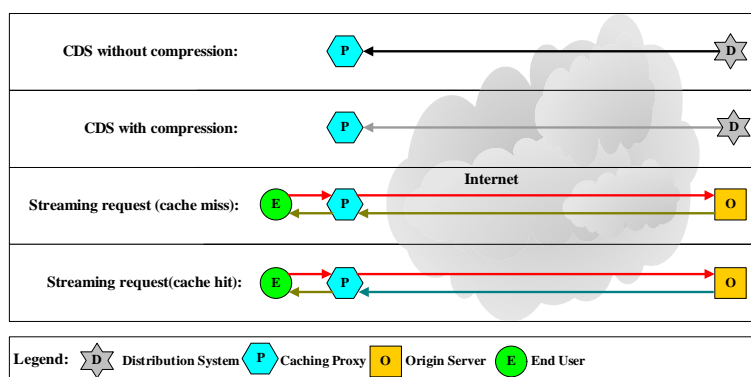 CDS without compression:
P
D
CDS with compression:
P
D
Internet
Streaming request (cache miss):
E
P
O
Streaming request(cache hit):
E
P
O
Legend: D Distribution System P Caching Proxy O Origin Server E End User